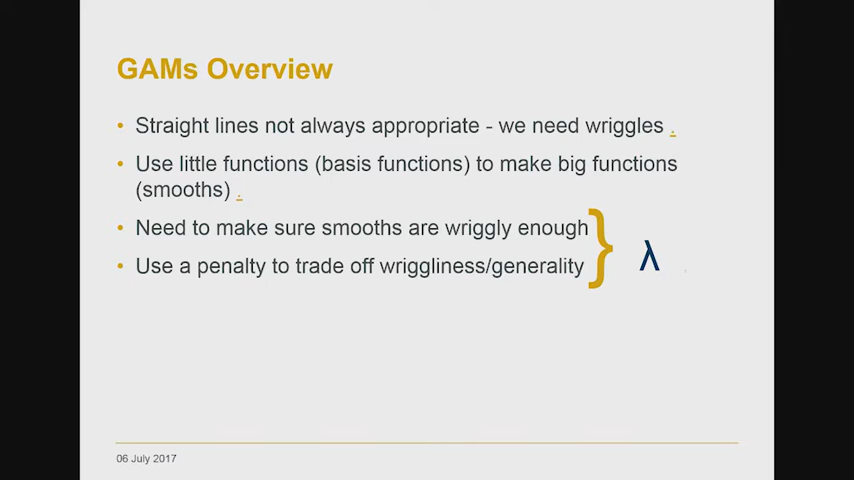 GAMs Overview
• Straight lines not always appropriate - we need wriggles .
• Use little functions (basis functions) to make big functions
(smooths) .
• Need to make sure smooths are wriggly enough
• Use a penalty to trade off wriggliness/generality
} λ
06 July 2017